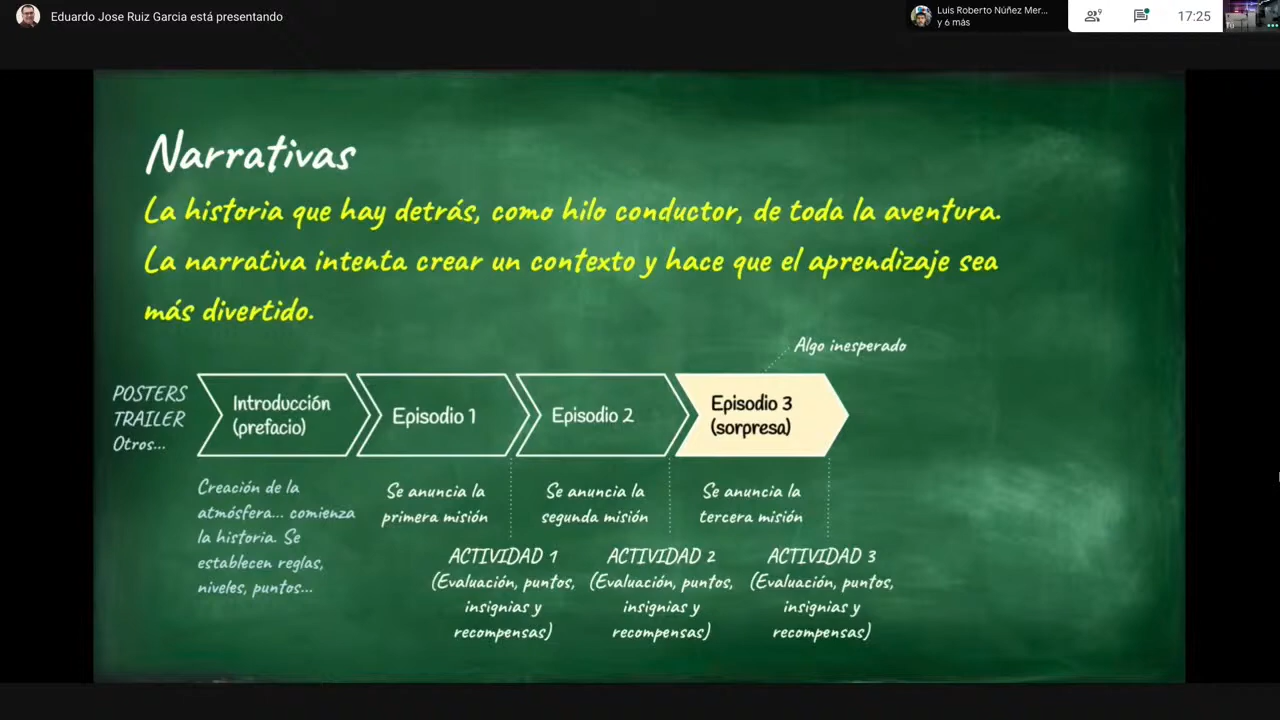 Eduardo Jose Ruiz Garcia está presentando
Luis Roberto Núñez Mer...
y 6 más
9
17:25
Tú
Narrativas
La historia que hay detrás, como hilo conductor, de toda la aventura.
La narrativa intenta crear un contexto y hace que el aprendizaje sea
más divertido.
Algo inesperado
POSTERS
TRAILER
Otros...
Introducción
(prefacio)
Episodio 1
Episodio 2
Episodio 3
(sorpresa)
Creación de la
atmósfera... comienza
la historia. Se
establecen reglas,
niveles, puntos...
Se anuncia la
primera misión
Se anuncia la
segunda misión
Se anuncia la
tercera misión
ACTIVIDAD 1
(Evaluación, puntos,
insignias y
recompensas)
ACTIVIDAD 2
(Evaluación, puntos,
insignias y
recompensas)
ACTIVIDAD 3
(Evaluación, puntos,
insignias y
recompensas)